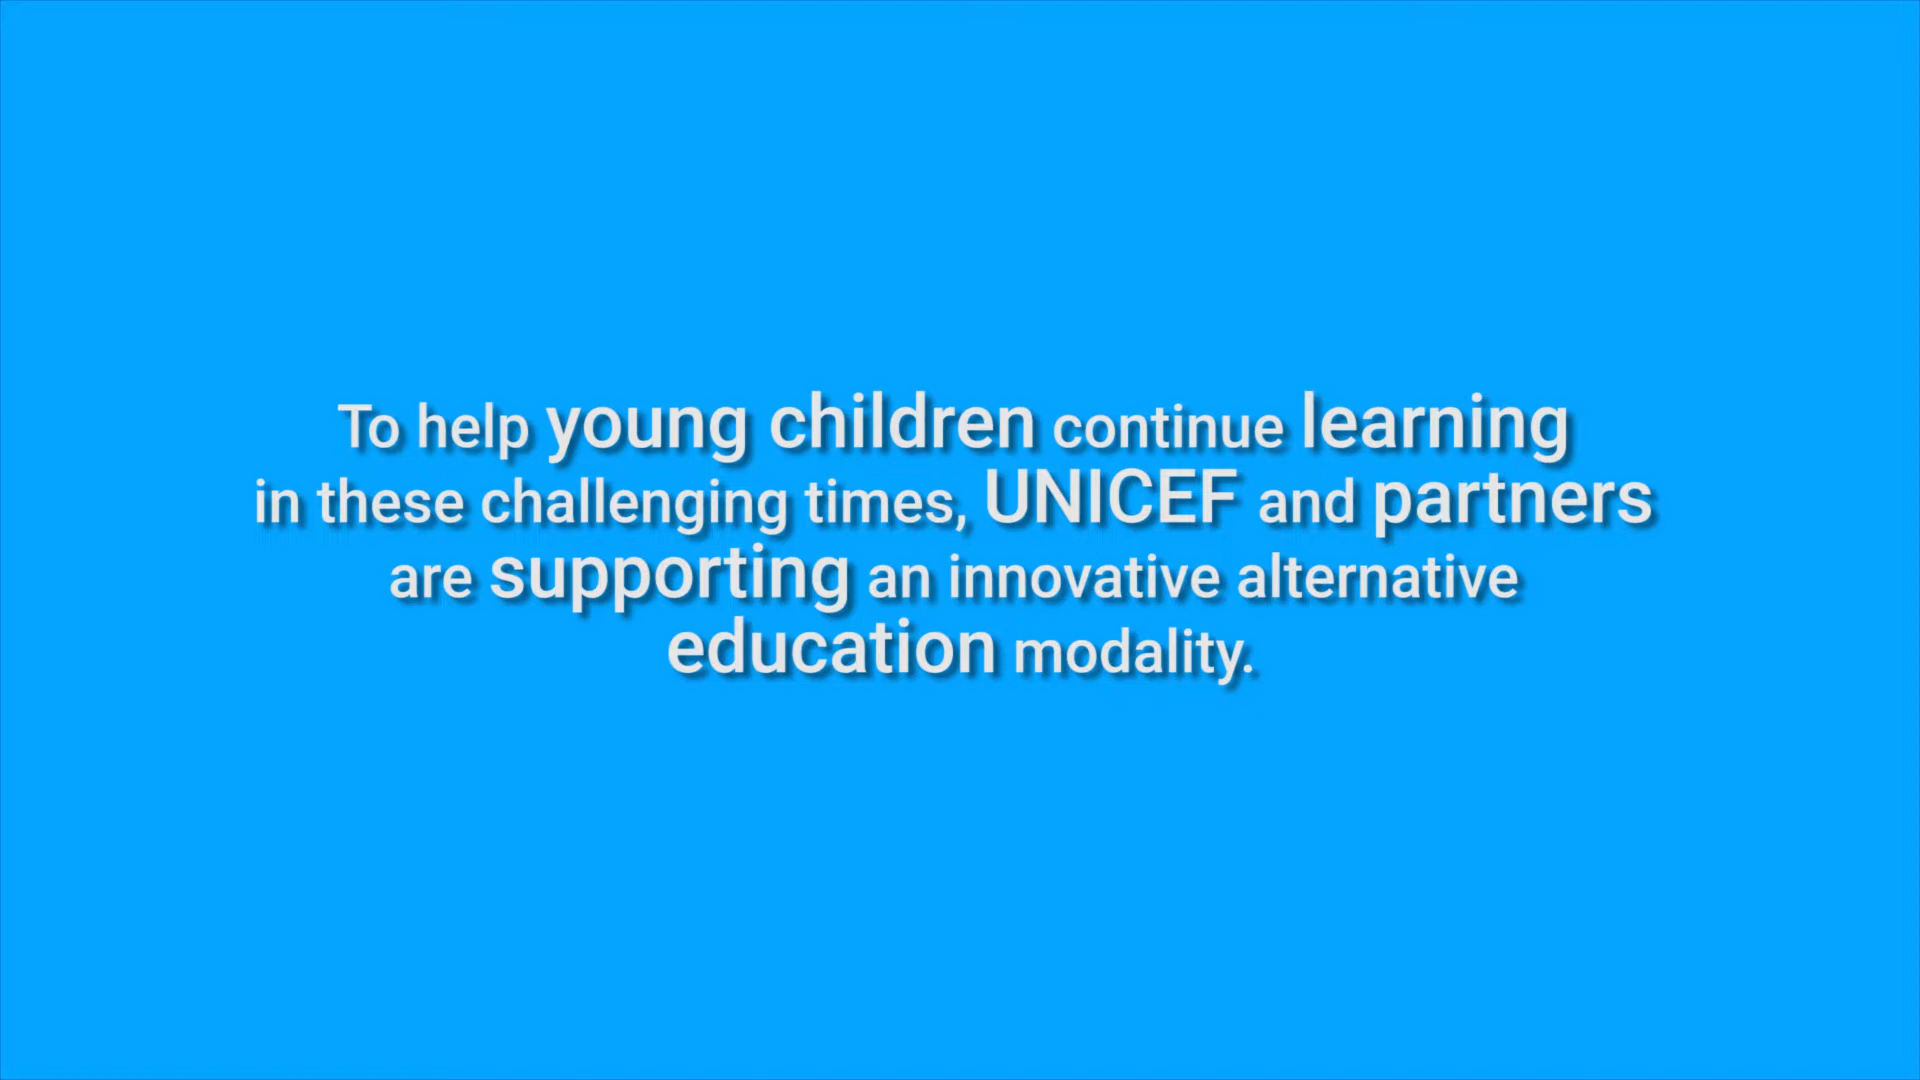 To help young children continue learning
in these challenging times, UNICEF and partners
are supporting an innovative alternative
education modality.